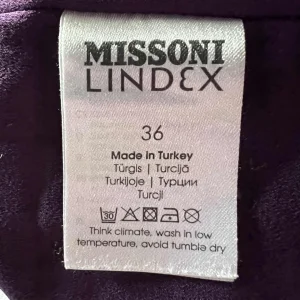 MISSONI
LINDEX
36
Made in Turkey
Türgis | Turcijā
Turkijoje | Турции
Turcji
30
Think climate, wash in low
temperature, avoid tumble dry